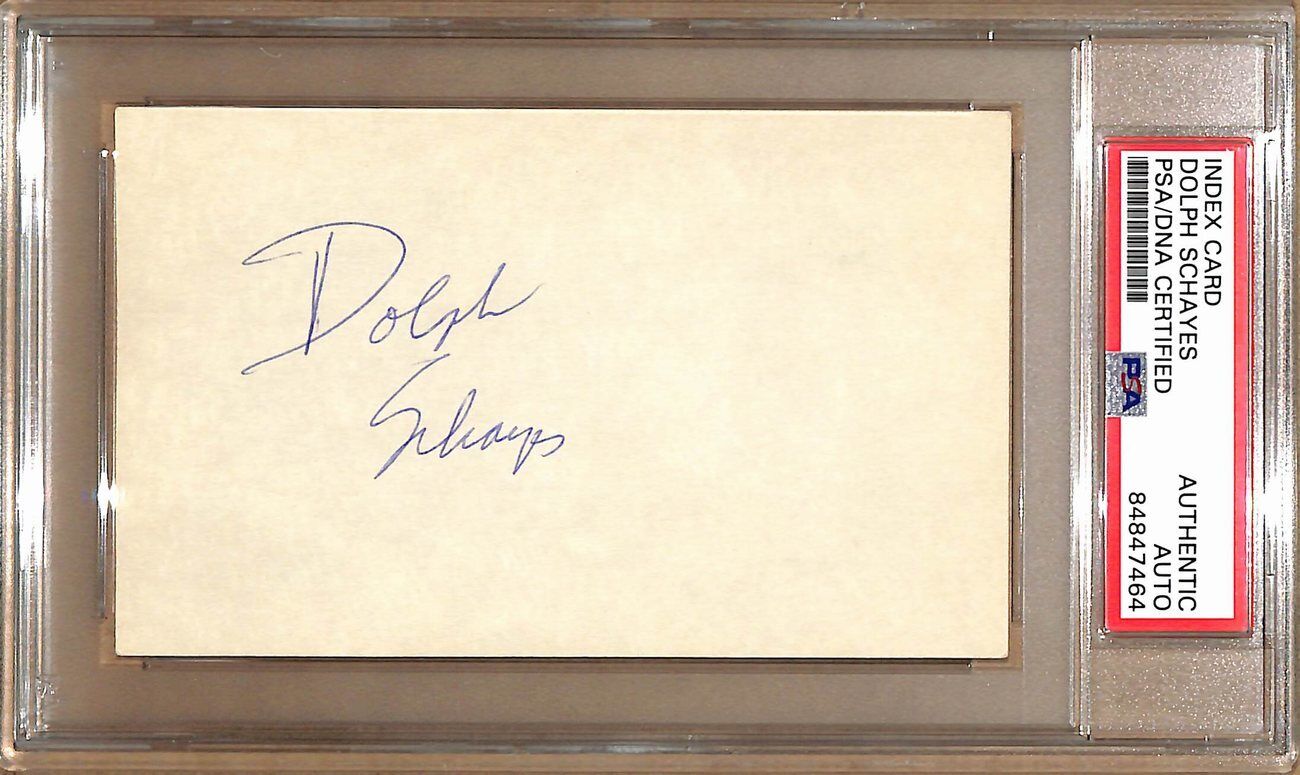 Dolph
Schayes
INDEX CARD
DOLPH SCHAYES
PSA/DNA CERTIFIED
PSA
AUTHENTIC
AUTO
84847464